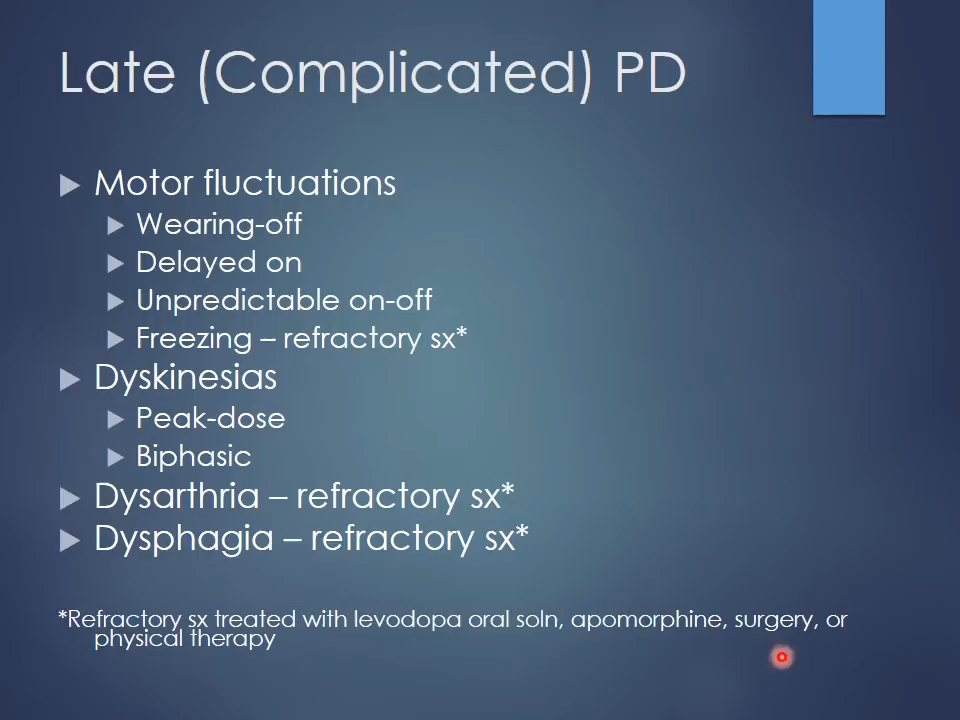 Late (Complicated) PD
Motor fluctuations
Wearing-off
Delayed on
Unpredictable on-off
Freezing – refractory sx*
Dyskinesias
Peak-dose
Biphasic
Dysarthria – refractory sx*
Dysphagia – refractory sx*
*Refractory sx treated with levodopa oral soln, apomorphine, surgery, or
physical therapy